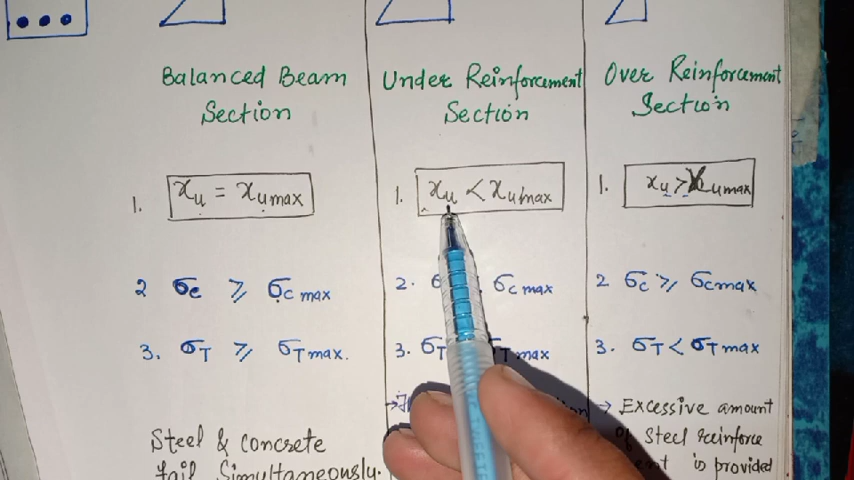 Balanced Beam
Section
1. xu = xumax
2 σc ⩾ σc max
3. σT ⩾ σTmax.
Steel & concrete
fail simultaneously.
Under Reinforcement
Section
1. xu < xumax
2. σc max
3. σT σTmax
Over Reinforcement
Section
1. xu > xumax
2 σc ⩾ σcmax
3. σT < σTmax
→ Excessive amount
of steel reinforce
ment is provided